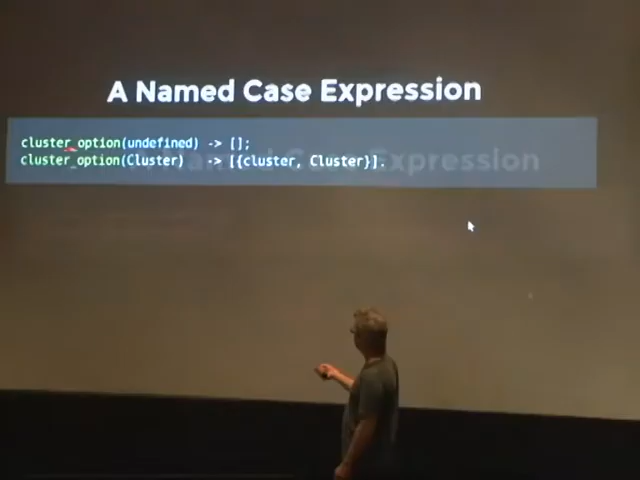 A Named Case Expression
cluster_option(undefined) -> [];
cluster_option(Cluster) -> [{cluster, Cluster}].